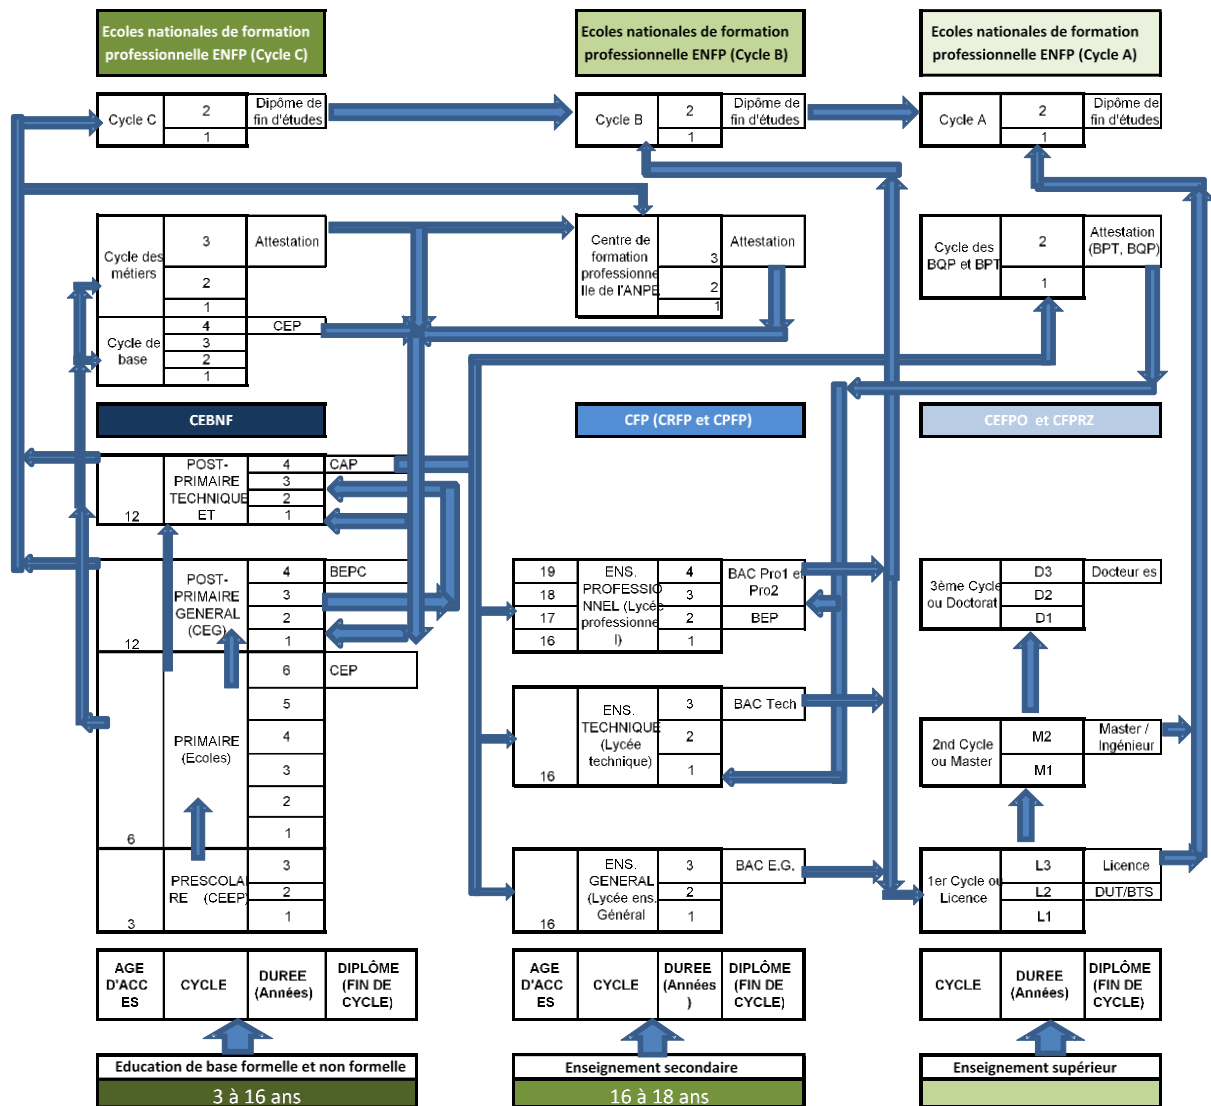 Ecoles nationales de formation
professionnelle ENFP (Cycle C)
Ecoles nationales de formation
professionnelle ENFP (Cycle B)
Ecoles nationales de formation
professionnelle ENFP (Cycle A)
Cycle C
2
1
Dipôme de
fin d'études
Cycle B
2
1
Dipôme de
fin d'études
Cycle A
2
1
Dipôme de
fin d'études
Cycle des
métiers
3
Attestation
2
1
Cycle de
base
4
CEP
3
2
1
Centre de
formation
professionne
lle de l'ANPE
3
Attestation
2
1
Cycle des
BQP et BPT
2
Attestation
(BPT, BQP)
1
CEBNF
CFP (CRFP et CPFP)
CEFPO et CFPRZ
12
POST-
PRIMAIRE
TECHNIQUE
ET
4
CAP
3
2
1
12
POST-
PRIMAIRE
GENERAL
(CEG)
4
BEPC
3
2
1
6
PRIMAIRE
(Ecoles)
6
CEP
5
4
3
2
1
3
PRESCOLAI
RE (CEEP)
3
2
1
19
18
17
16
ENS.
PROFESSIO
NNEL (Lycée
professionne
l)
4
3
2
1
BAC Pro1 et
Pro2
BEP
16
ENS.
TECHNIQUE
(Lycée
technique)
3
BAC Tech
2
1
16
ENS.
GENERAL
(Lycée ens.
Général
3
BAC E.G.
2
1
3ème Cycle
ou Doctorat
D3
Docteur es
D2
D1
2nd Cycle
ou Master
M2
Master /
Ingénieur
M1
1er Cycle ou
Licence
L3
Licence
L2
DUT/BTS
L1
AGE
D'ACC
ES
CYCLE
DUREE
(Années)
DIPLÔME
(FIN DE
CYCLE)
AGE
D'ACC
ES
CYCLE
DUREE
(Années
)
DIPLÔME
(FIN DE
CYCLE)
CYCLE
DUREE
(Années)
DIPLÔME
(FIN DE
CYCLE)
Education de base formelle et non formelle
3 à 16 ans
Enseignement secondaire
16 à 18 ans
Enseignement supérieur